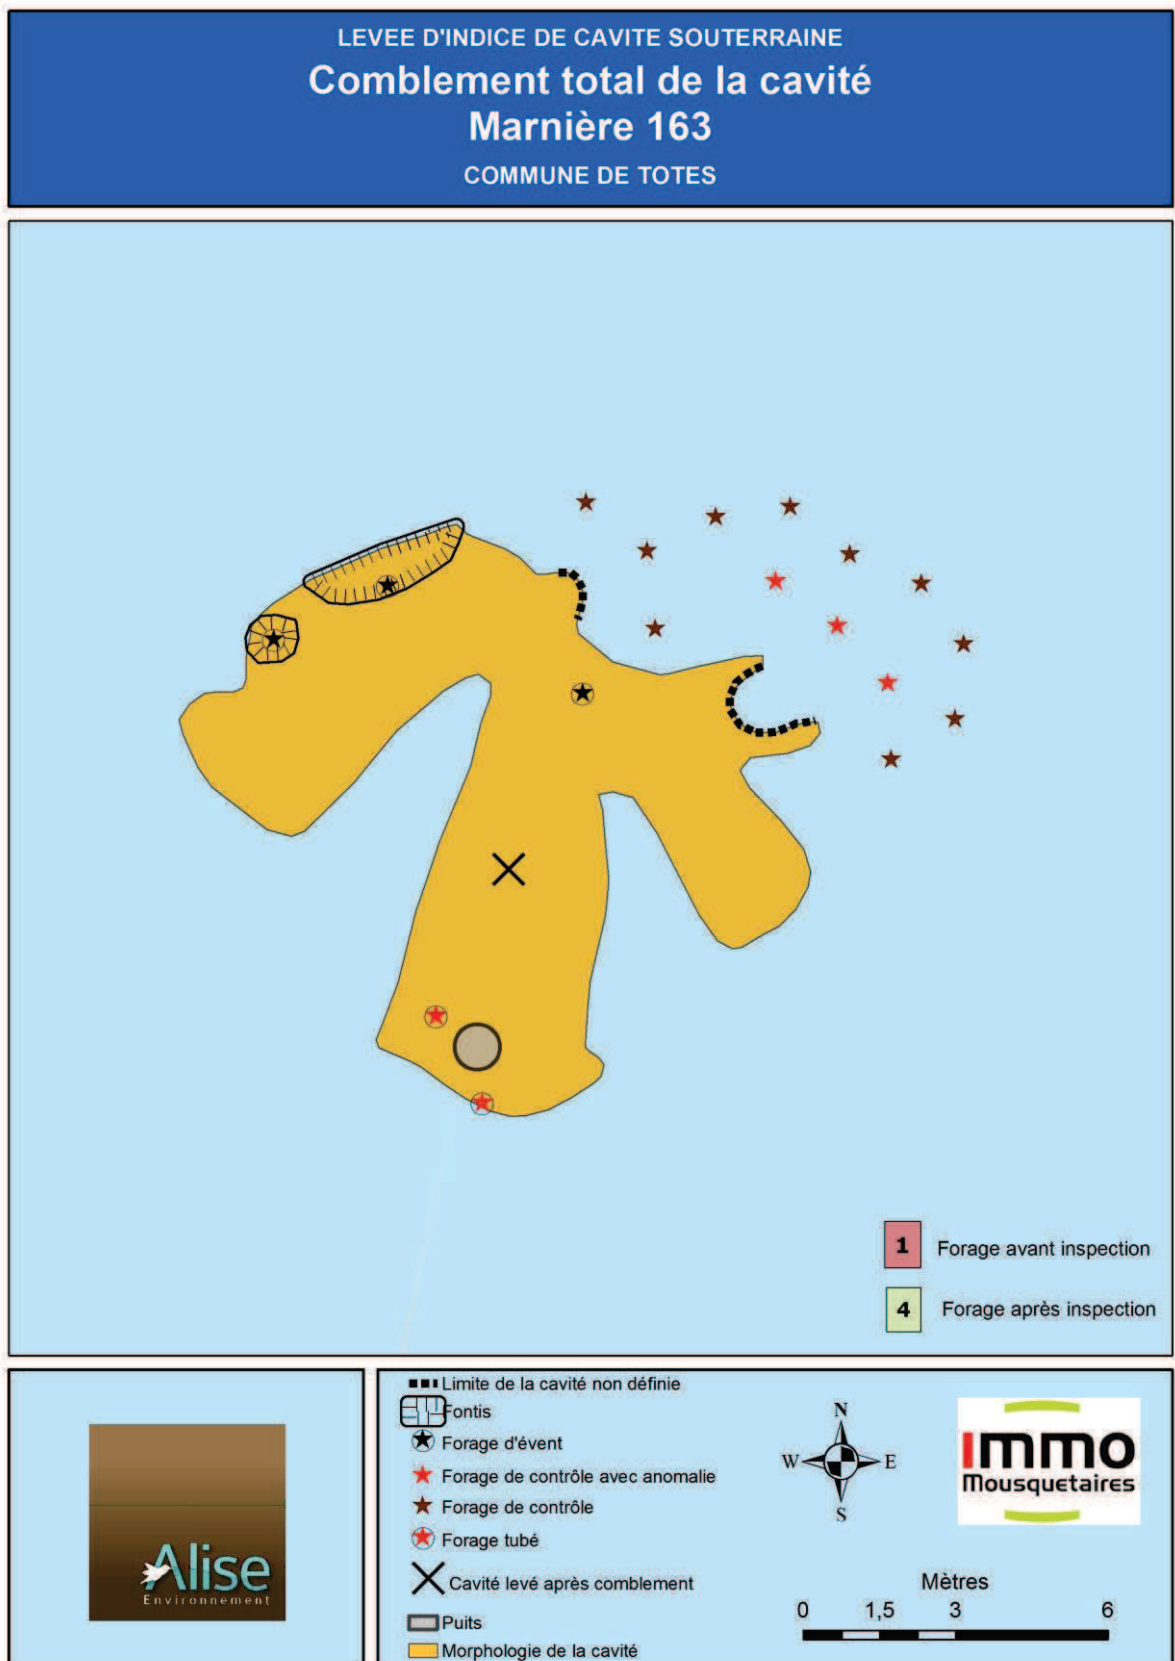 LEVEE D'INDICE DE CAVITE SOUTERRAINE
Comblement total de la cavité
Marnière 163
COMMUNE DE TOTES
1 Forage avant inspection
4 Forage après inspection
Alise
Environnement
Limite de la cavité non définie
Fontis
Forage d'évent
Forage de contrôle avec anomalie
Forage de contrôle
Forage tubé
Cavité levé après comblement
Puits
Morphologie de la cavité
N
W E
S
Immo
Mousquetaires
Mètres
0 1,5 3 6